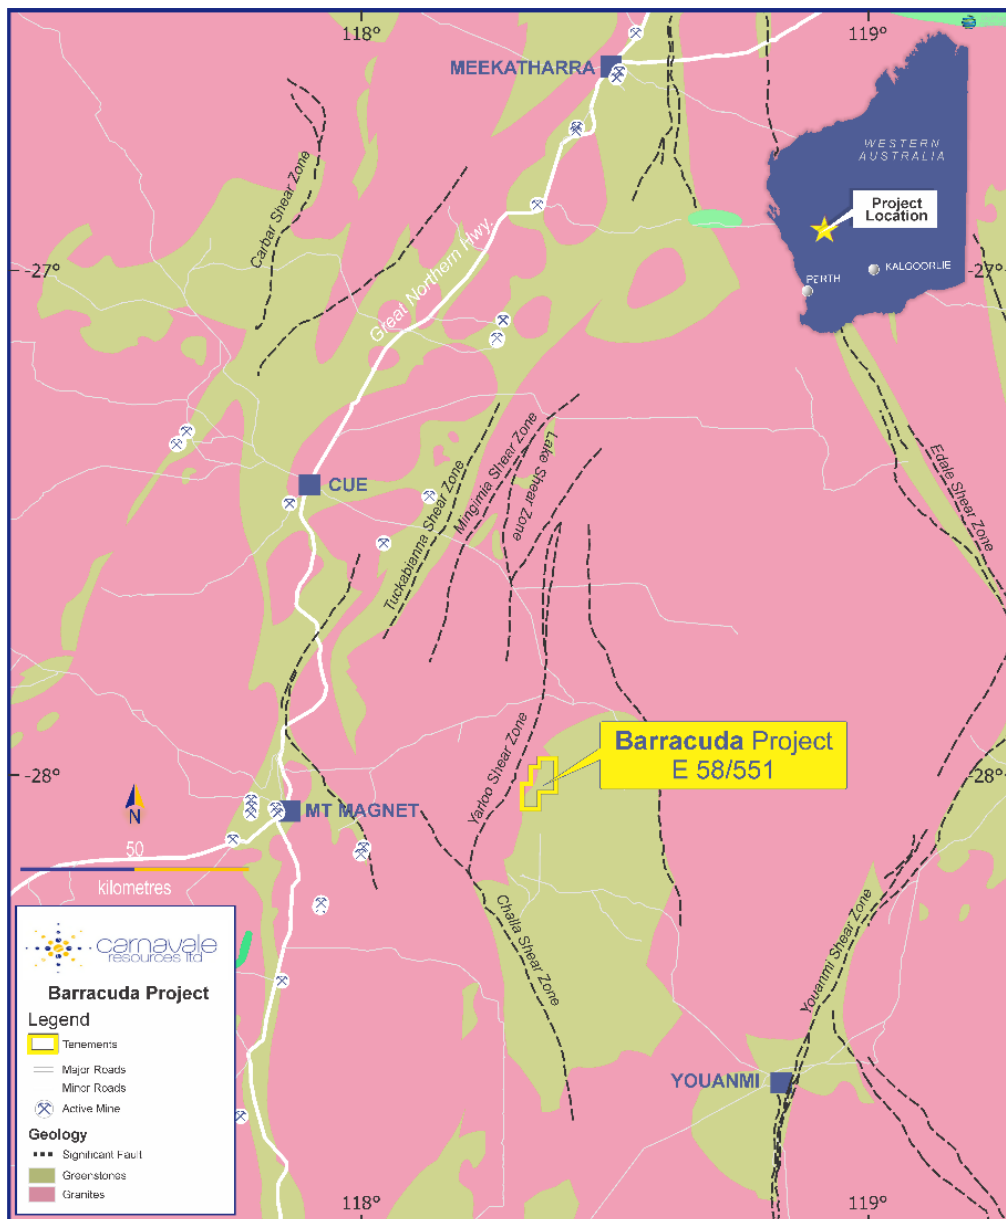 118°
119°
MEEKATHARRA
WESTERN
AUSTRALIA
Project
Location
Carbar Shear Zone
Great Northern Hwy.
-27°
-27°
PERTH
KALGOORLIE
Edale Shear Zone
Lake Shear Zone
Mingimia Shear Zone
Tuckabianna Shear Zone
CUE
Yarloo Shear Zone
Barracuda Project
E 58/551
-28°
-28°
N
MT MAGNET
50
kilometres
Challa Shear Zone
Youanmi Shear Zone
YOUANMI
carnavale
resources ltd
Barracuda Project
Legend
Tenements
Major Roads
Minor Roads
Active Mine
Geology
Significant Fault
Greenstones
Granites
118°
119°